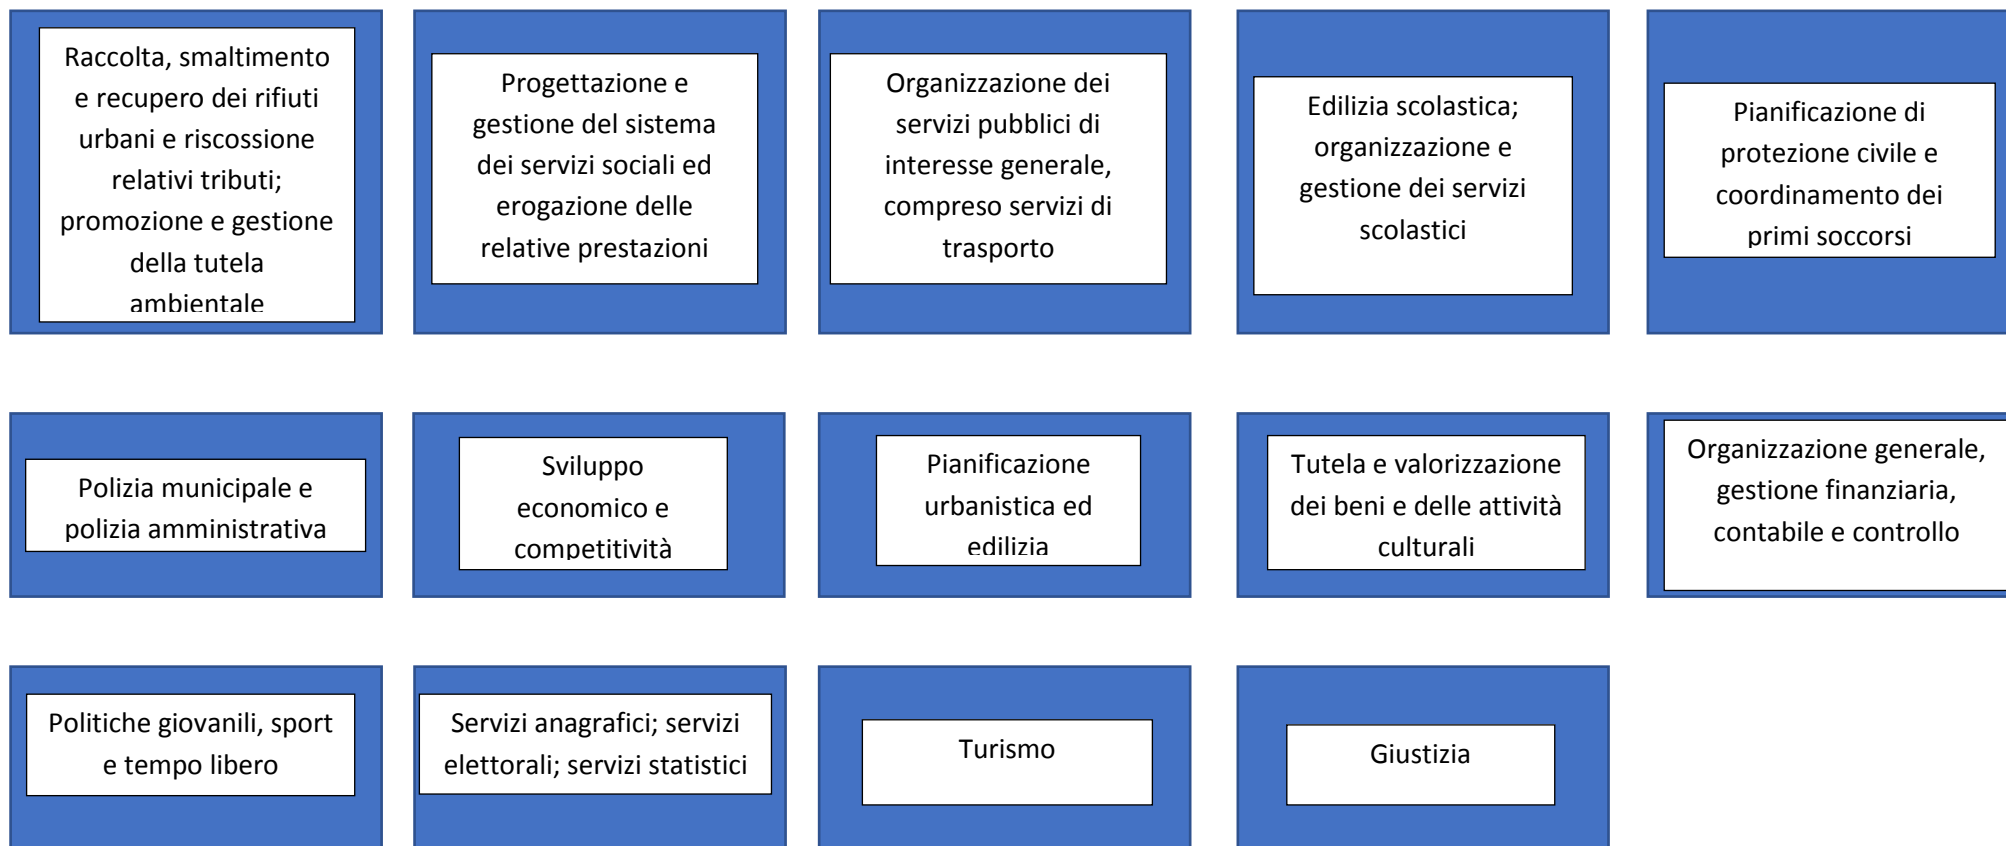 Raccolta, smaltimento
e recupero dei rifiuti
urbani e riscossione
relativi tributi;
promozione e gestione
della tutela
ambientale
Progettazione e
gestione del sistema
dei servizi sociali ed
erogazione delle
relative prestazioni
Organizzazione dei
servizi pubblici di
interesse generale,
compreso servizi di
trasporto
Edilizia scolastica;
organizzazione e
gestione dei servizi
scolastici
Pianificazione di
protezione civile e
coordinamento dei
primi soccorsi
Polizia municipale e
polizia amministrativa
Sviluppo
economico e
competitività
Pianificazione
urbanistica ed
edilizia
Tutela e valorizzazione
dei beni e delle attività
culturali
Organizzazione generale,
gestione finanziaria,
contabile e controllo
Politiche giovanili, sport
e tempo libero
Servizi anagrafici; servizi
elettorali; servizi statistici
Turismo
Giustizia